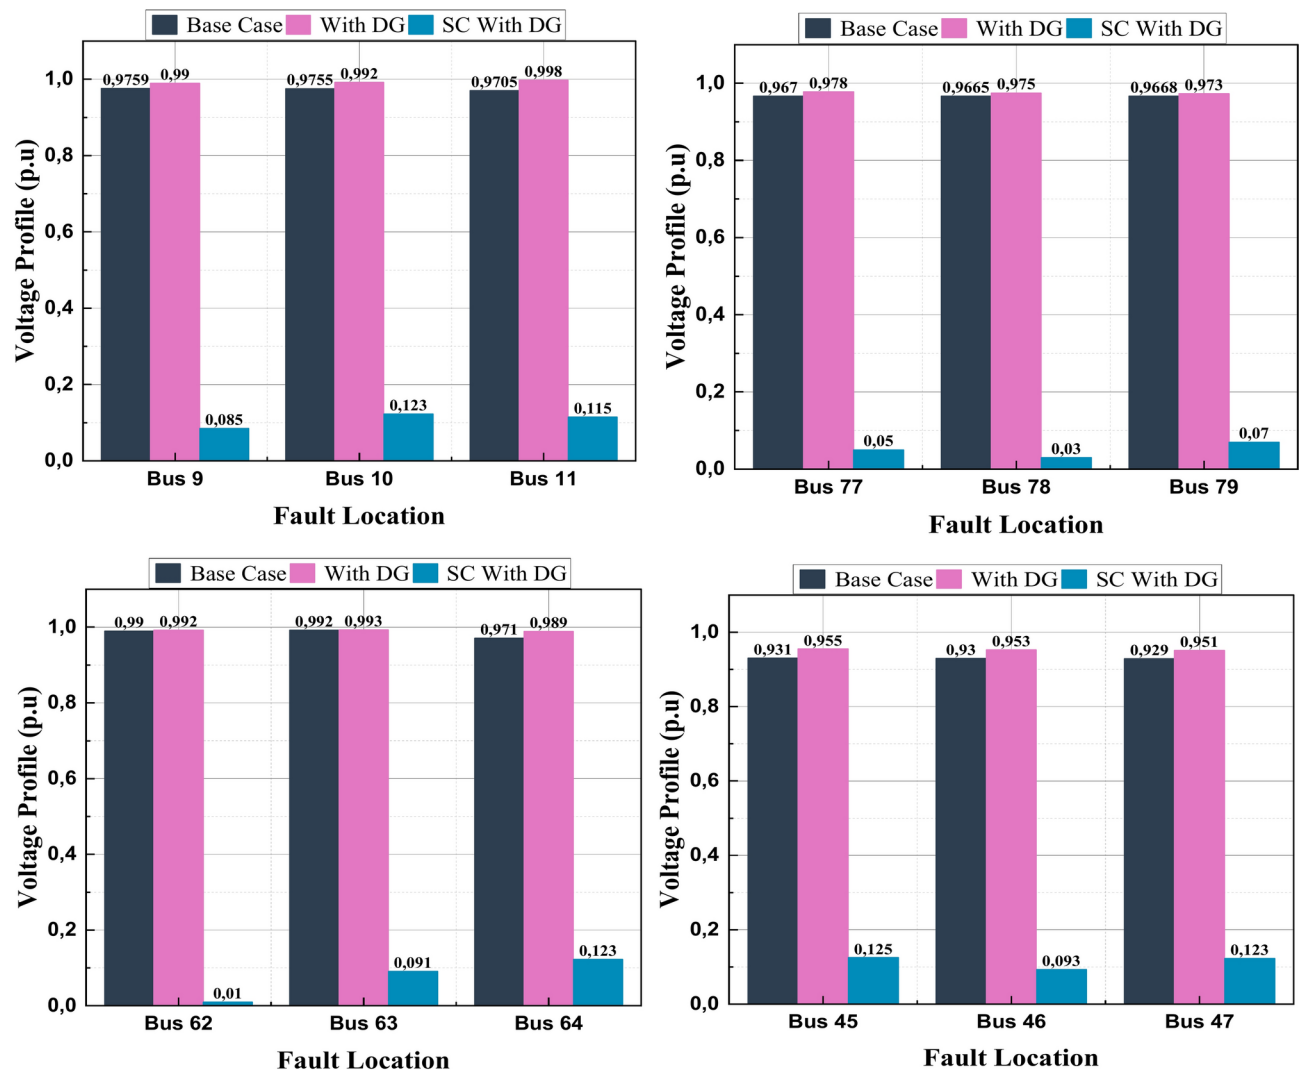 Base Case With DG SC With DG
Voltage Profile (p.u)
1,0
0,8
0,6
0,4
0,2
0,0
0,9759 0,99 0,085
0,9755 0,992 0,123
0,9705 0,998 0,115
Bus 9 Bus 10 Bus 11
Fault Location
Base Case With DG SC With DG
Voltage Profile (p.u)
1,0
0,8
0,6
0,4
0,2
0,0
0,967 0,978 0,05
0,9665 0,975 0,03
0,9668 0,973 0,07
Bus 77 Bus 78 Bus 79
Fault Location
Base Case With DG SC With DG
Voltage Profile (p.u)
1,0
0,8
0,6
0,4
0,2
0,0
0,99 0,992 0,01
0,992 0,993 0,091
0,971 0,989 0,123
Bus 62 Bus 63 Bus 64
Fault Location
Base Case With DG SC With DG
Voltage Profile (p.u)
1,0
0,8
0,6
0,4
0,2
0,0
0,931 0,955 0,125
0,93 0,953 0,093
0,929 0,951 0,123
Bus 45 Bus 46 Bus 47
Fault Location